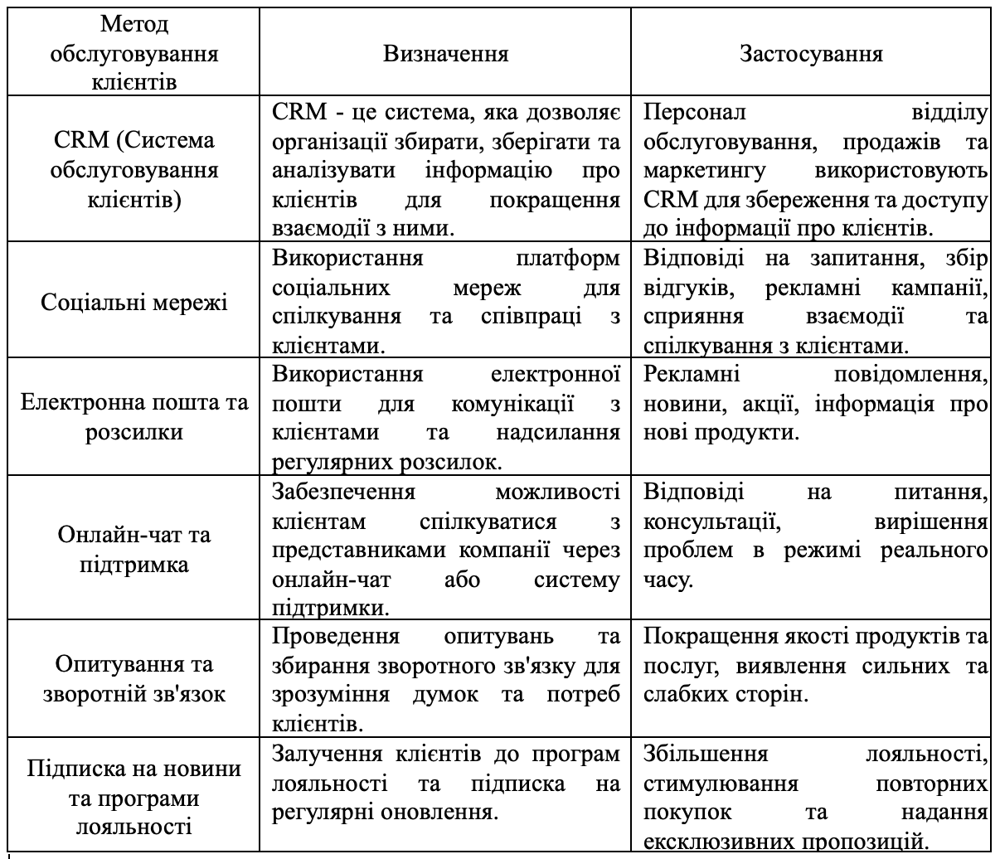 Метод
обслуговування
клієнтів
Визначення
Застосування
CRM (Система
обслуговування
клієнтів)
CRM - це система, яка дозволяє
організації збирати, зберігати та
аналізувати інформацію про
клієнтів для покращення
взаємодії з ними.
Персонал відділу
обслуговування, продажів та
маркетингу використовують
CRM для збереження та доступу
до інформації про клієнтів.
Соціальні мережі
Використання платформ
соціальних мереж для
спілкування та співпраці з
клієнтами.
Відповіді на запитання, збір
відгуків, рекламні кампанії,
сприяння взаємодії та
спілкування з клієнтами.
Електронна пошта та
розсилки
Використання електронної
пошти для комунікації з
клієнтами та надсилання
регулярних розсилок.
Рекламні повідомлення,
новини, акції, інформація про
нові продукти.
Онлайн-чат та
підтримка
Забезпечення можливості
клієнтам спілкуватися з
представниками компанії через
онлайн-чат або систему
підтримки.
Відповіді на питання,
консультації, вирішення
проблем в режимі реального
часу.
Опитування та
зворотній зв'язок
Проведення опитувань та
збирання зворотного зв'язку для
зрозуміння думок та потреб
клієнтів.
Покращення якості продуктів та
послуг, виявлення сильних та
слабких сторін.
Підписка на новини
та програми
лояльності
Залучення клієнтів до програм
лояльності та підписка на
регулярні оновлення.
Збільшення лояльності,
стимулювання повторних
покупок та надання
ексклюзивних пропозицій.